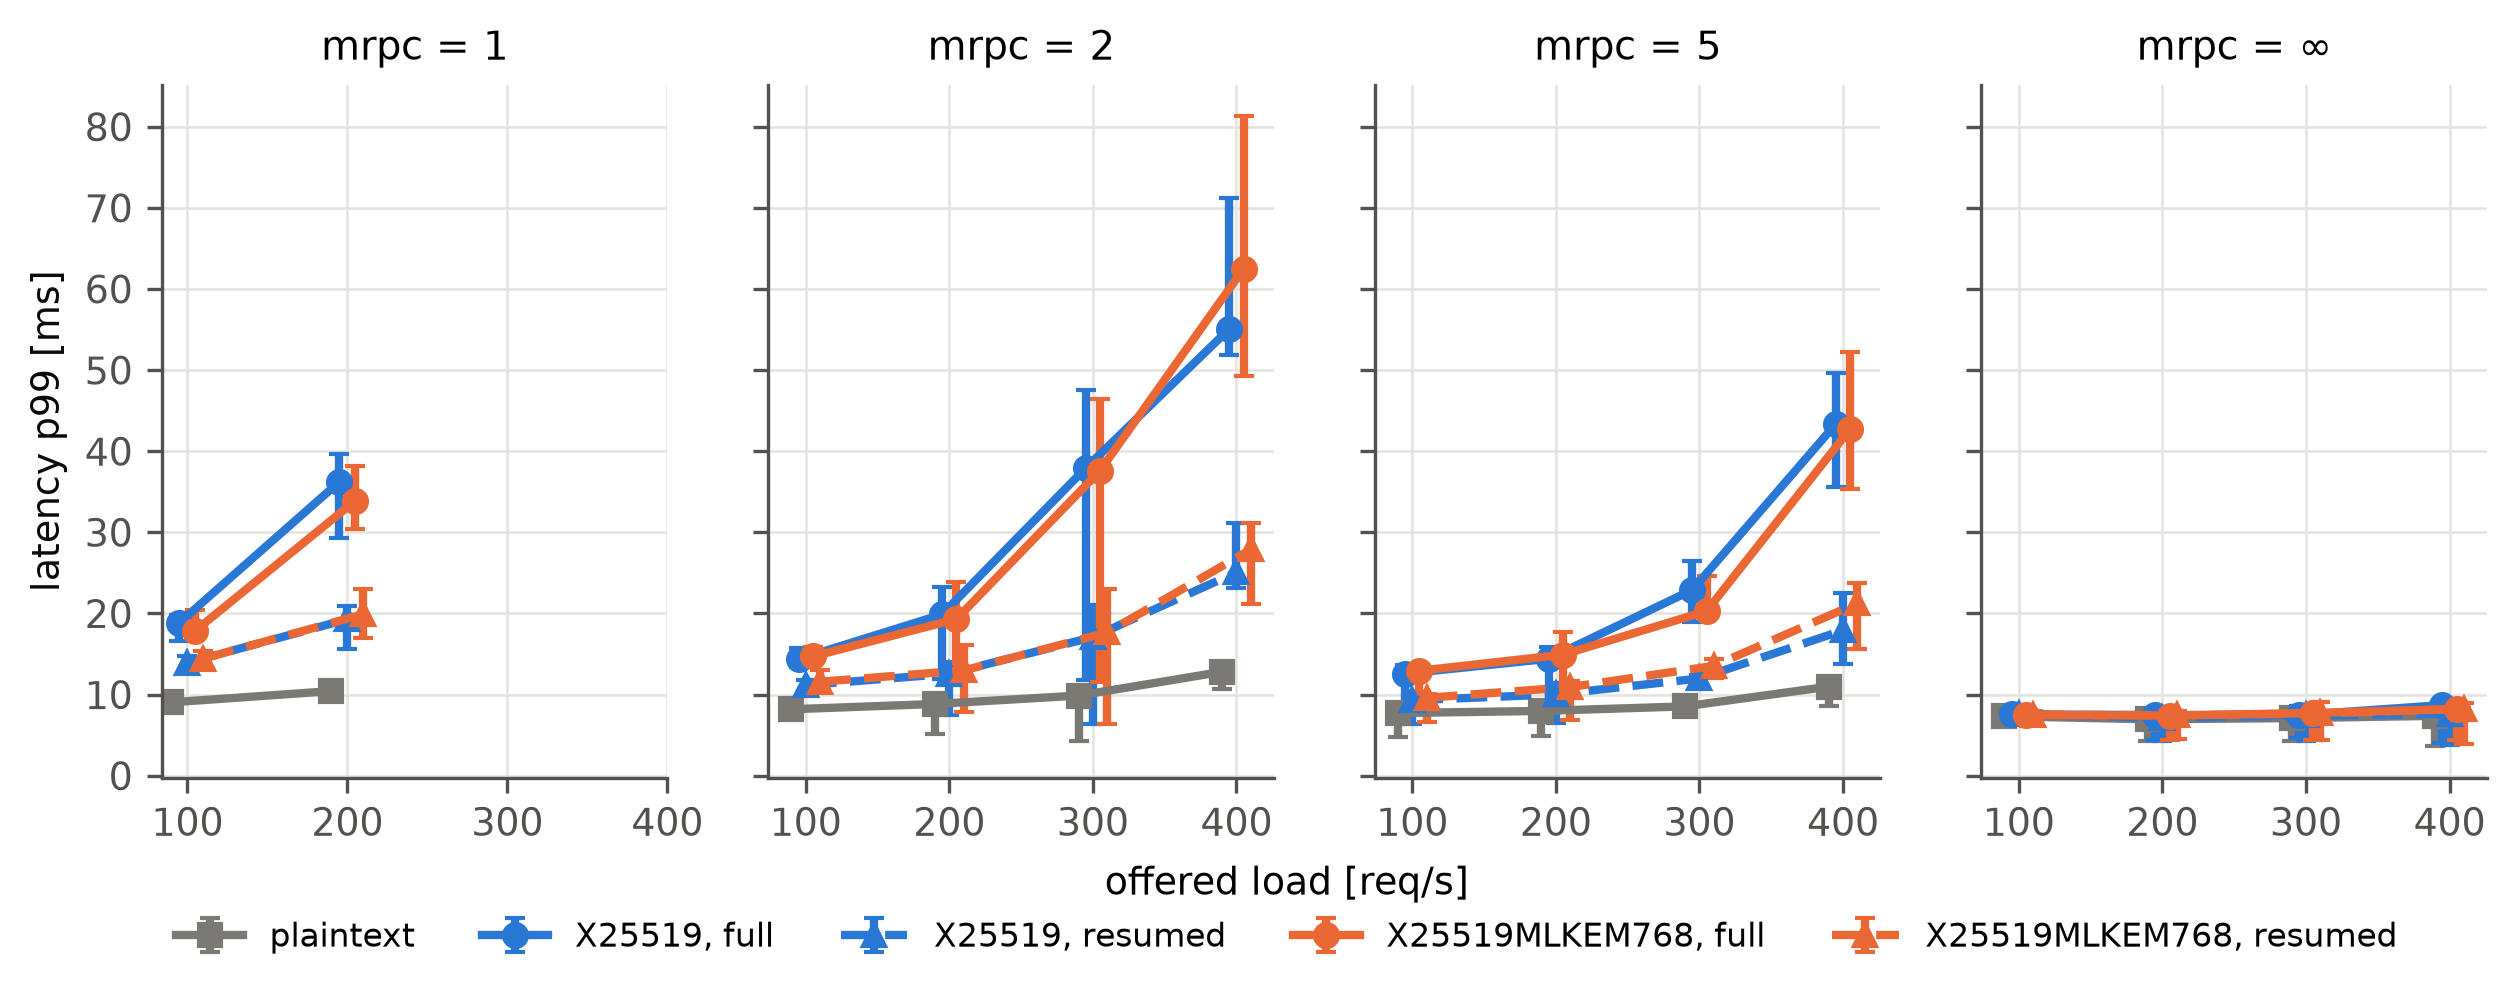 mrpc = 1
mrpc = 2
mrpc = 5
mrpc = ∞
latency p999 [ms]
80
70
60
50
40
30
20
10
0
100 200 300 400
100 200 300 400
100 200 300 400
100 200 300 400
offered load [req/s]
plaintext
X25519, full
X25519, resumed
X25519MLKEM768, full
X25519MLKEM768, resumed